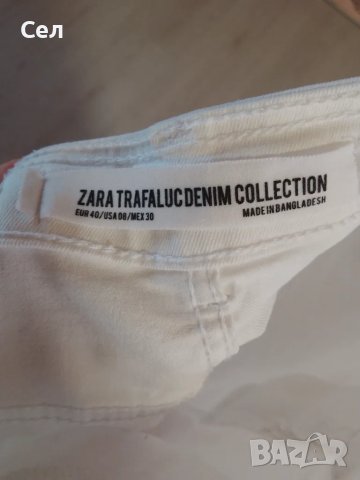 Сел
ZARA TRAFALUC DENIM COLLECTION
EUR 40/USA 08/MEX 30
MADE IN BANGLADESH
BAZAR